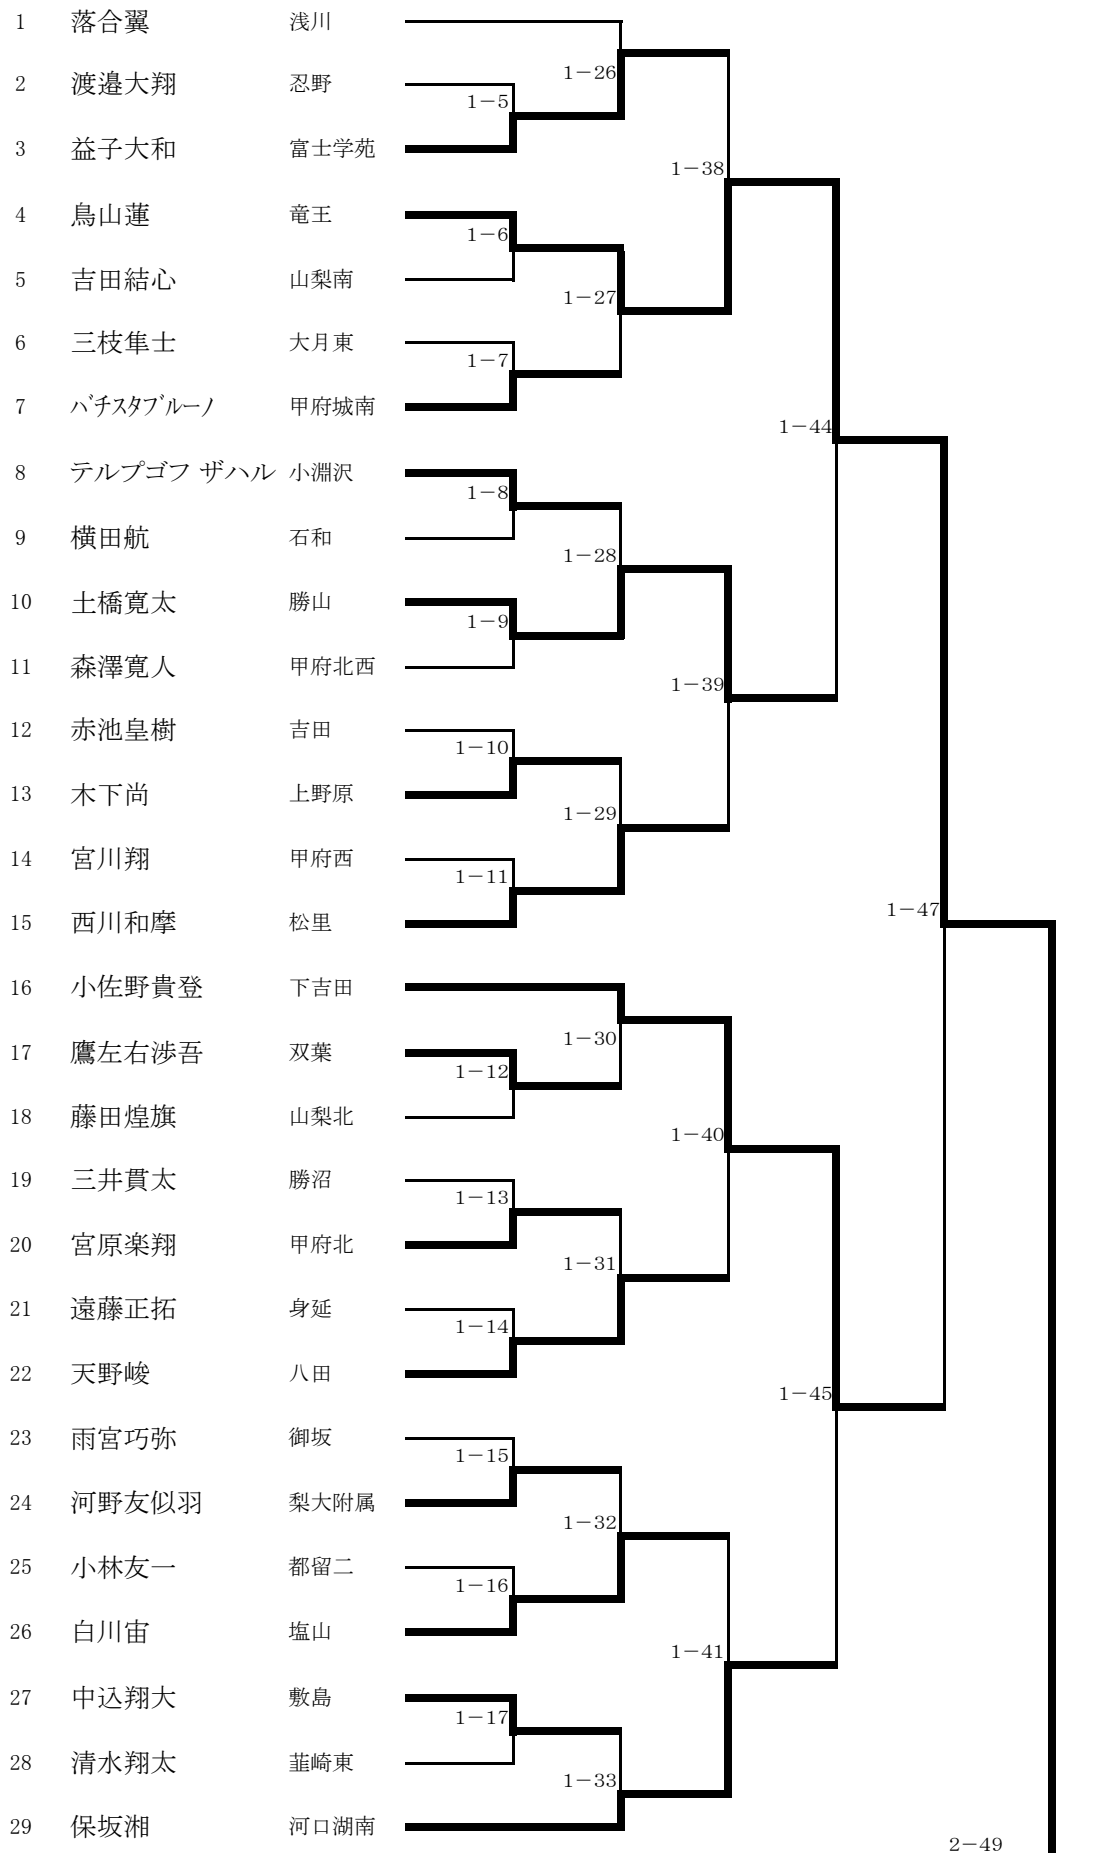 1 落合翼 浅川
1－26
2 渡邉大翔 忍野
1－5
3 益子大和 富士学苑
1－38
4 鳥山蓮 竜王
1－6
5 吉田結心 山梨南
1－27
6 三枝隼士 大月東
1－7
7 ﾊﾞﾁｽﾀﾌﾞﾙｰﾉ 甲府城南
1－44
8 テルプゴフ ザハル 小淵沢
1－8
9 横田航 石和
1－28
10 土橋寛太 勝山
1－9
11 森澤寛人 甲府北西
1－39
12 赤池皇樹 吉田
1－10
13 木下尚 上野原
1－29
14 宮川翔 甲府西
1－11
15 西川和摩 松里
1－47
16 小佐野貴登 下吉田
1－30
17 鷹左右渉吾 双葉
1－12
18 藤田煌旗 山梨北
1－40
19 三井貫太 勝沼
1－13
20 宮原楽翔 甲府北
1－31
21 遠藤正拓 身延
1－14
22 天野峻 八田
1－45
23 雨宮巧弥 御坂
1－15
24 河野友似羽 梨大附属
1－32
25 小林友一 都留二
1－16
26 白川宙 塩山
1－41
27 中込翔大 敷島
1－17
28 清水翔太 韮崎東
1－33
29 保坂湘 河口湖南
2－49